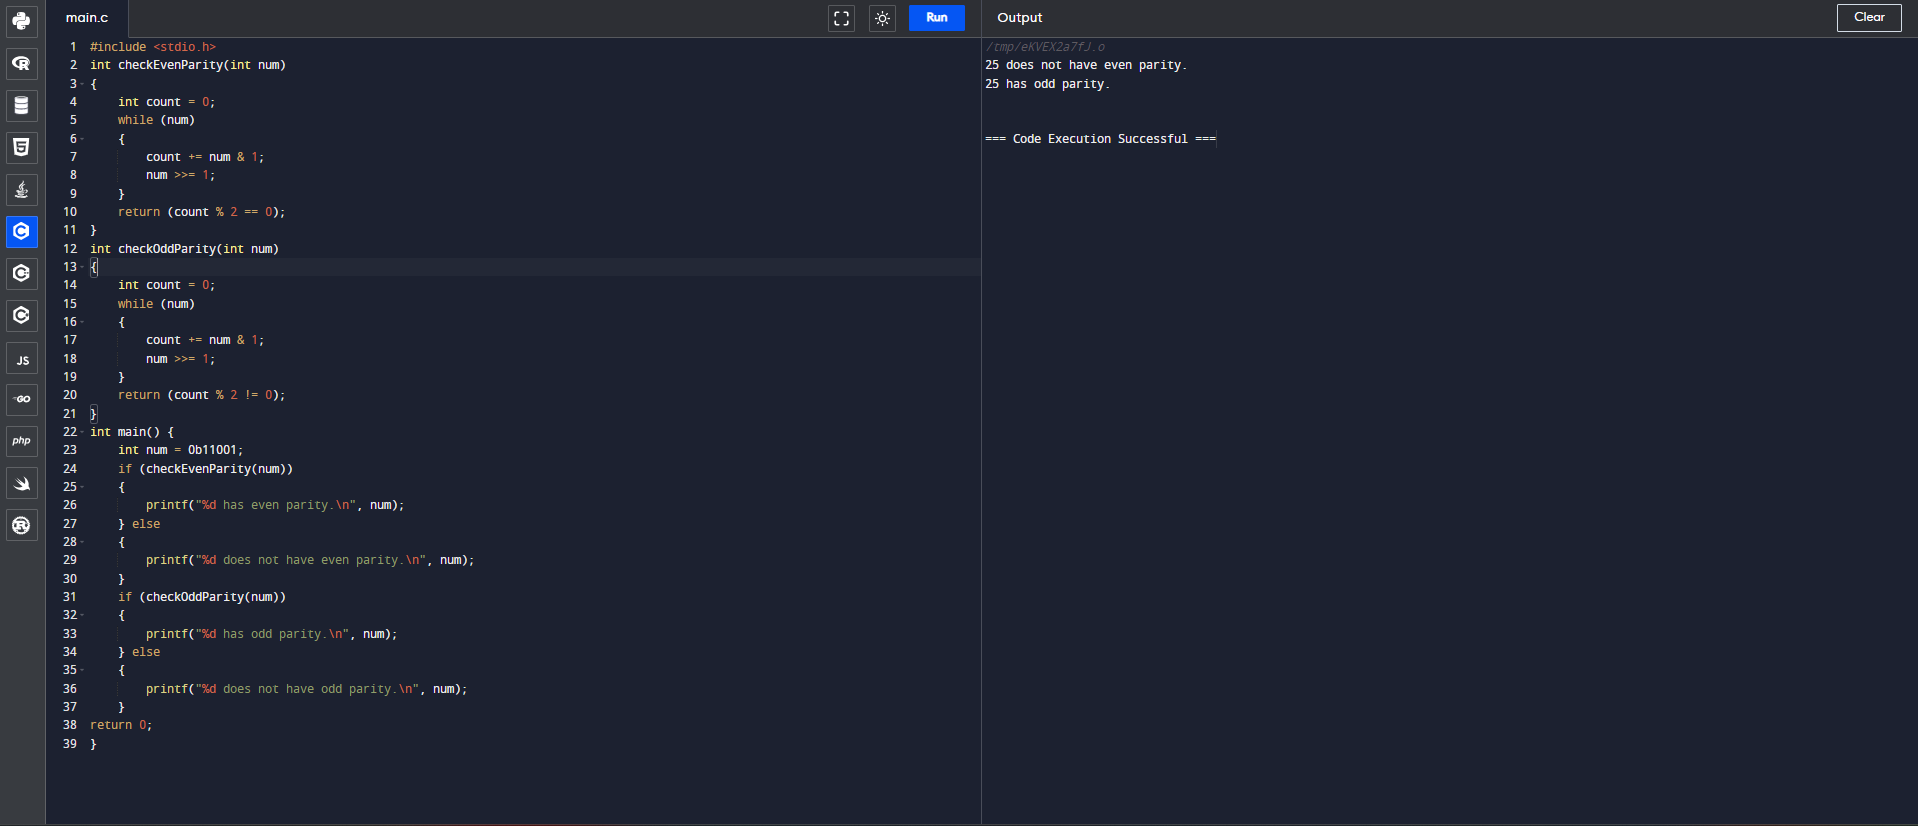 main.c
Run
Output
Clear
JS
GO
php
1 #include <stdio.h>
2 int checkEvenParity(int num)
3 {
4     int count = 0;
5     while (num)
6     {
7         count += num & 1;
8         num >>= 1;
9     }
10     return (count % 2 == 0);
11 }
12 int checkOddParity(int num)
13 {
14     int count = 0;
15     while (num)
16     {
17         count += num & 1;
18         num >>= 1;
19     }
20     return (count % 2 != 0);
21 }
22 int main() {
23     int num = 0b11001;
24     if (checkEvenParity(num))
25     {
26         printf("%d has even parity.\n", num);
27     } else
28     {
29         printf("%d does not have even parity.\n", num);
30     }
31     if (checkOddParity(num))
32     {
33         printf("%d has odd parity.\n", num);
34     } else
35     {
36         printf("%d does not have odd parity.\n", num);
37     }
38 return 0;
39 }
/tmp/eKVEX2a7fJ.o
25 does not have even parity.
25 has odd parity.
=== Code Execution Successful ===